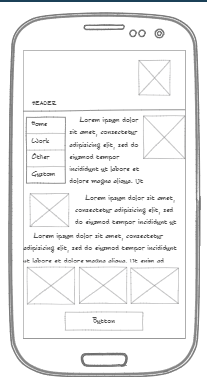 HEADER
Home
Work
Other
Custom
Lorem ipsum dolor
sit amet, consectetur
adipisicing elit, sed do
eiusmod tempor
incididunt ut labore et
dolore magna aliqua. Ut
Lorem ipsum dolor sit amet,
consectetur adipisicing elit, sed
do eiusmod tempor incididunt ut
Lorem ipsum dolor sit amet, consectetur
adipisicing elit, sed do eiusmod tempor incididunt
ut labore et dolore magna aliqua. Ut enim ad
Button